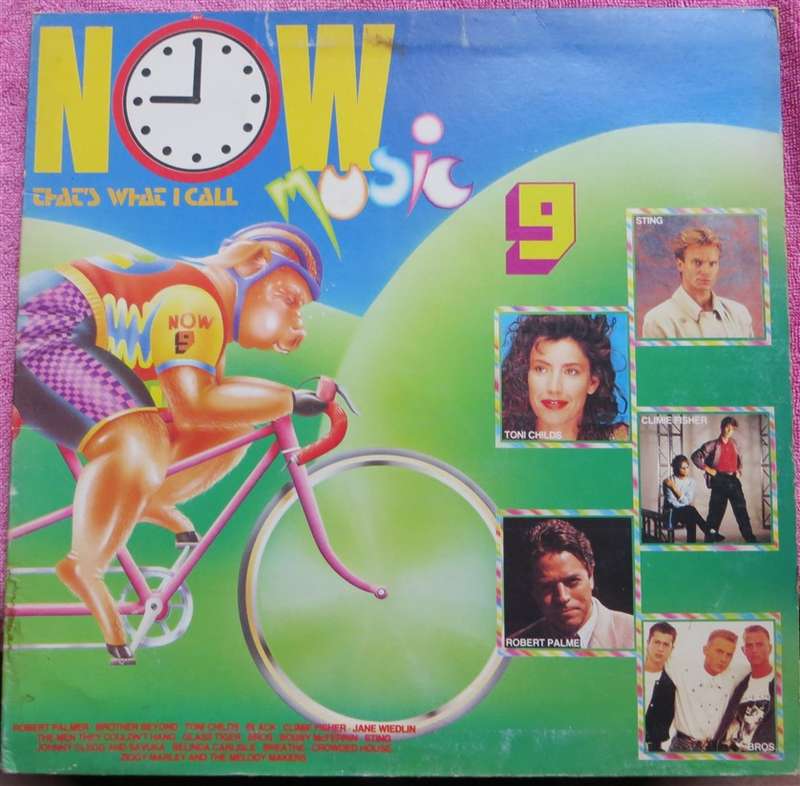 NOW
THAT'S WHAT I CALL
MUSIC
9
STING
NOW
9
TONI CHILDS
CLIMIE FISHER
ROBERT PALMER
BROS
ROBERT PALMER BROTHER BEYOND TONI CHILDS BLACK CLIMIE FISHER JANE WIEDLIN
THE MEN THEY COULDN'T HANG GLASS TIGER BROS BOBBY McFERRIN STING
JOHNNY CLEGG AND SAVUKA BELINDA CARLISLE BREATHE CROWDED HOUSE
ZIGGY MARLEY AND THE MELODY MAKERS